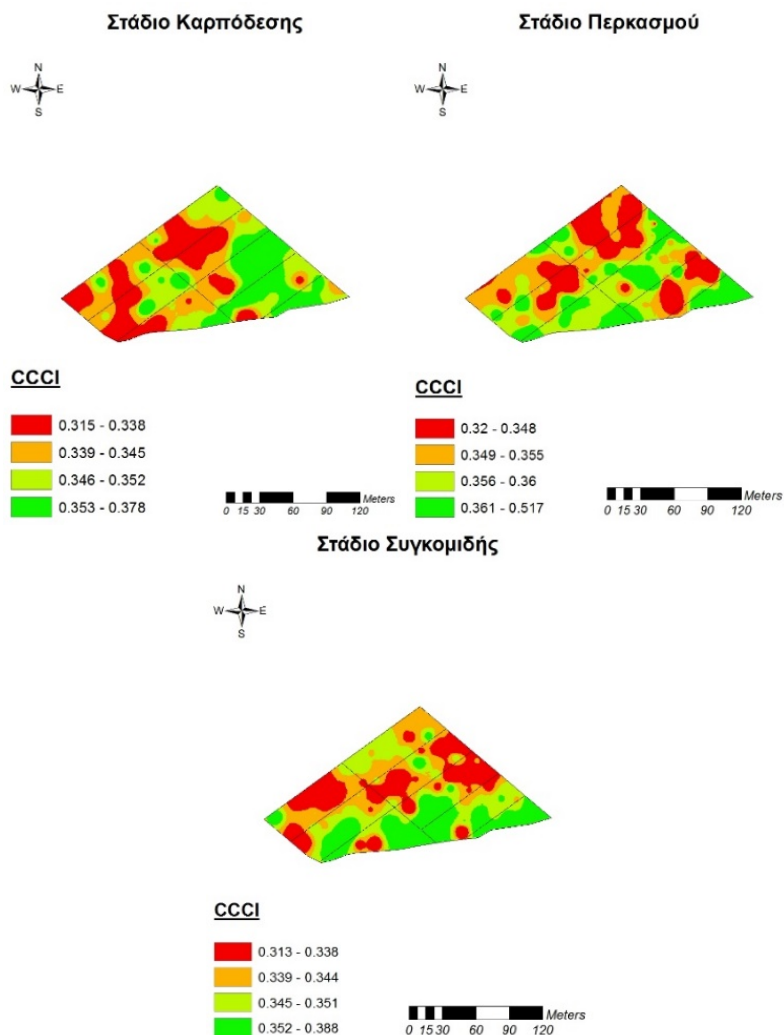 Στάδιο Καρπόδεσης
N
W E
S
CCCI
0.315 - 0.338
0.339 - 0.345
0.346 - 0.352
0.353 - 0.378
Meters
0 15 30 60 90 120
Στάδιο Περκασμού
N
W E
S
CCCI
0.32 - 0.348
0.349 - 0.355
0.356 - 0.36
0.361 - 0.517
Meters
0 15 30 60 90 120
Στάδιο Συγκομιδής
N
W E
S
CCCI
0.313 - 0.338
0.339 - 0.344
0.345 - 0.351
0.352 - 0.388
Meters
0 15 30 60 90 120